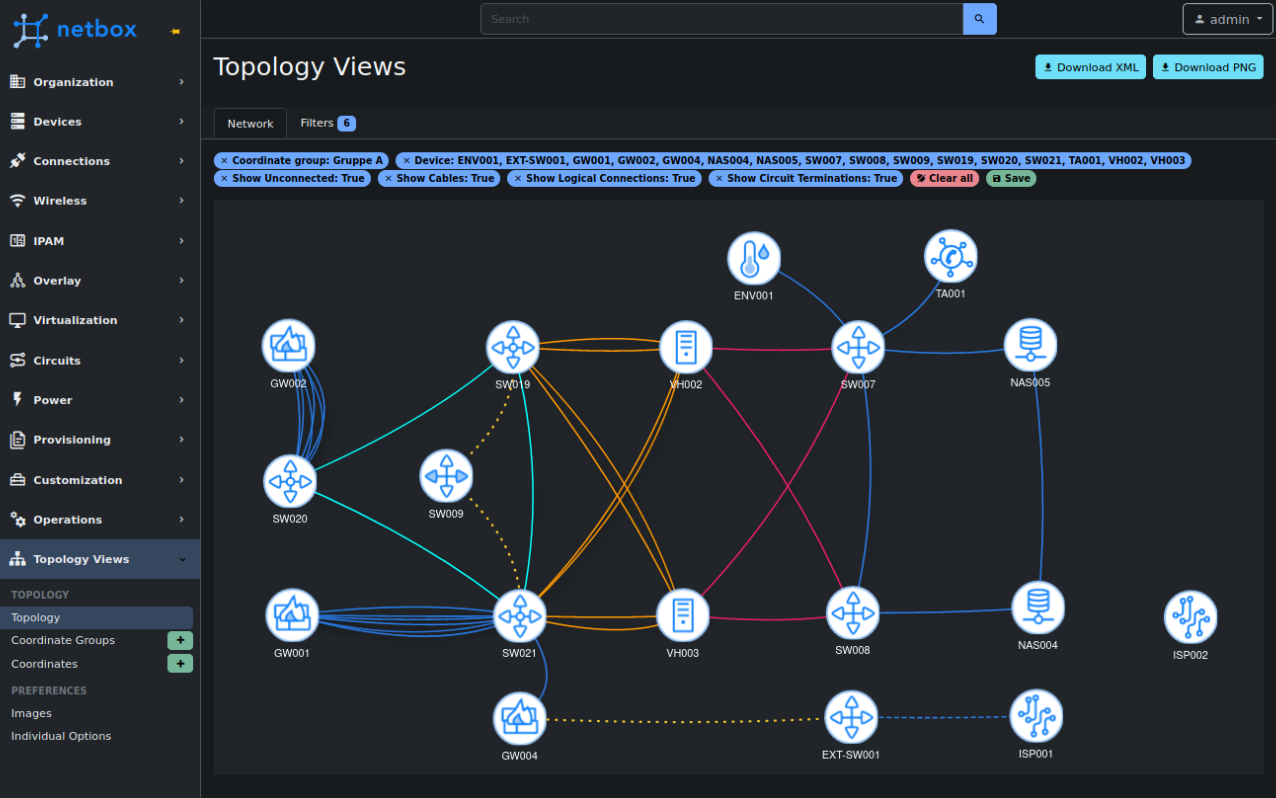 netbox
Search
admin
Organization
Devices
Connections
Wireless
IPAM
Overlay
Virtualization
Circuits
Power
Provisioning
Customization
Operations
Topology Views
TOPOLOGY
Topology
Coordinate Groups
Coordinates
PREFERENCES
Images
Individual Options
Topology Views
Download XML
Download PNG
Network
Filters 6
× Coordinate group: Gruppe A
× Device: ENV001, EXT-SW001, GW001, GW002, GW004, NAS004, NAS005, SW007, SW008, SW009, SW019, SW020, SW021, TA001, VH002, VH003
× Show Unconnected: True
× Show Cables: True
× Show Logical Connections: True
× Show Circuit Terminations: True
Clear all
Save
ENV001
TA001
GW002
SW019
VH002
SW007
NAS005
SW020
SW009
GW001
SW021
VH003
SW008
NAS004
ISP002
GW004
EXT-SW001
ISP001